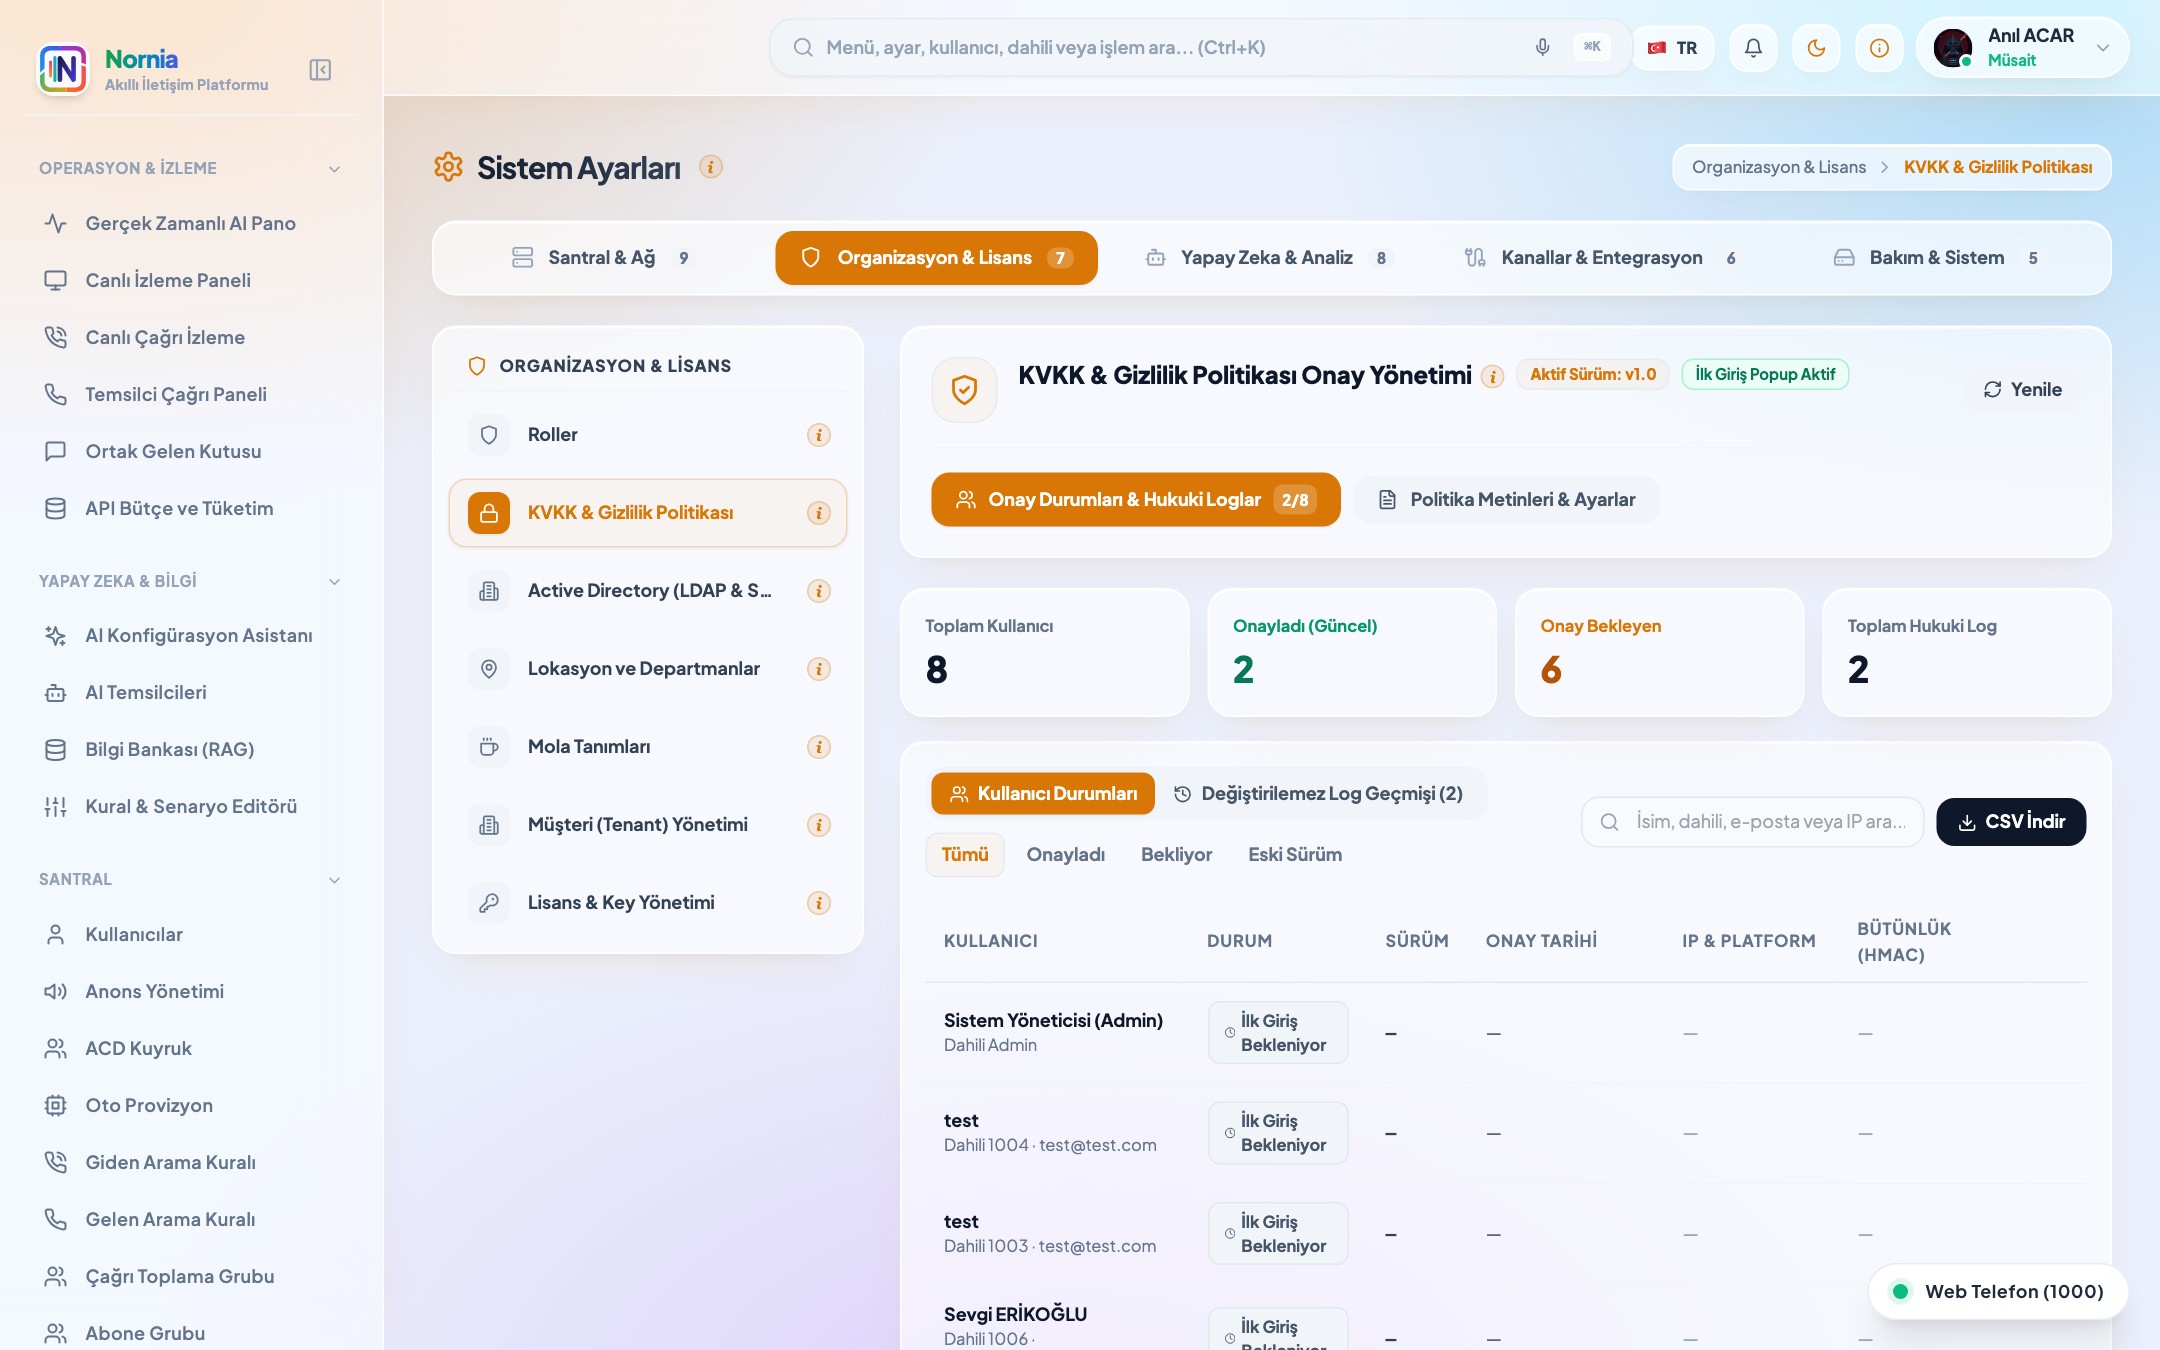 Nornia
Akıllı İletişim Platformu
OPERASYON & İZLEME
Gerçek Zamanlı AI Pano
Canlı İzleme Paneli
Canlı Çağrı İzleme
Temsilci Çağrı Paneli
Ortak Gelen Kutusu
API Bütçe ve Tüketim
YAPAY ZEKA & BİLGİ
AI Konfigürasyon Asistanı
AI Temsilcileri
Bilgi Bankası (RAG)
Kural & Senaryo Editörü
SANTRAL
Kullanıcılar
Anons Yönetimi
ACD Kuyruk
Oto Provizyon
Giden Arama Kuralı
Gelen Arama Kuralı
Çağrı Toplama Grubu
Abone Grubu
Menü, ayar, kullanıcı, dahili veya işlem ara... (Ctrl+K)
⌘K
TR
Anıl ACAR
Müsait
Sistem Ayarları
Organizasyon & Lisans > KVKK & Gizlilik Politikası
Santral & Ağ 9
Organizasyon & Lisans 7
Yapay Zeka & Analiz 8
Kanallar & Entegrasyon 6
Bakım & Sistem 5
ORGANİZASYON & LİSANS
Roller
KVKK & Gizlilik Politikası
Active Directory (LDAP & S...
Lokasyon ve Departmanlar
Mola Tanımları
Müşteri (Tenant) Yönetimi
Lisans & Key Yönetimi
KVKK & Gizlilik Politikası Onay Yönetimi
Aktif Sürüm: v1.0
İlk Giriş Popup Aktif
Yenile
Onay Durumları & Hukuki Loglar 2/8
Politika Metinleri & Ayarlar
Toplam Kullanıcı
8
Onayladı (Güncel)
2
Onay Bekleyen
6
Toplam Hukuki Log
2
Kullanıcı Durumları
Değiştirilemez Log Geçmişi (2)
İsim, dahili, e-posta veya IP ara...
CSV İndir
Tümü
Onayladı
Bekliyor
Eski Sürüm
KULLANICI DURUM SÜRÜM ONAY TARİHİ IP & PLATFORM BÜTÜNLÜK
(HMAC)
Sistem Yöneticisi (Admin)
Dahili Admin
İlk Giriş
Bekleniyor
– — — —
test
Dahili 1004 · test@test.com
İlk Giriş
Bekleniyor
– — — —
test
Dahili 1003 · test@test.com
İlk Giriş
Bekleniyor
– — — —
Sevgi ERİKOĞLU
Dahili 1006 ·
İlk Giriş
Bekleniyor
– — — —
Web Telefon (1000)